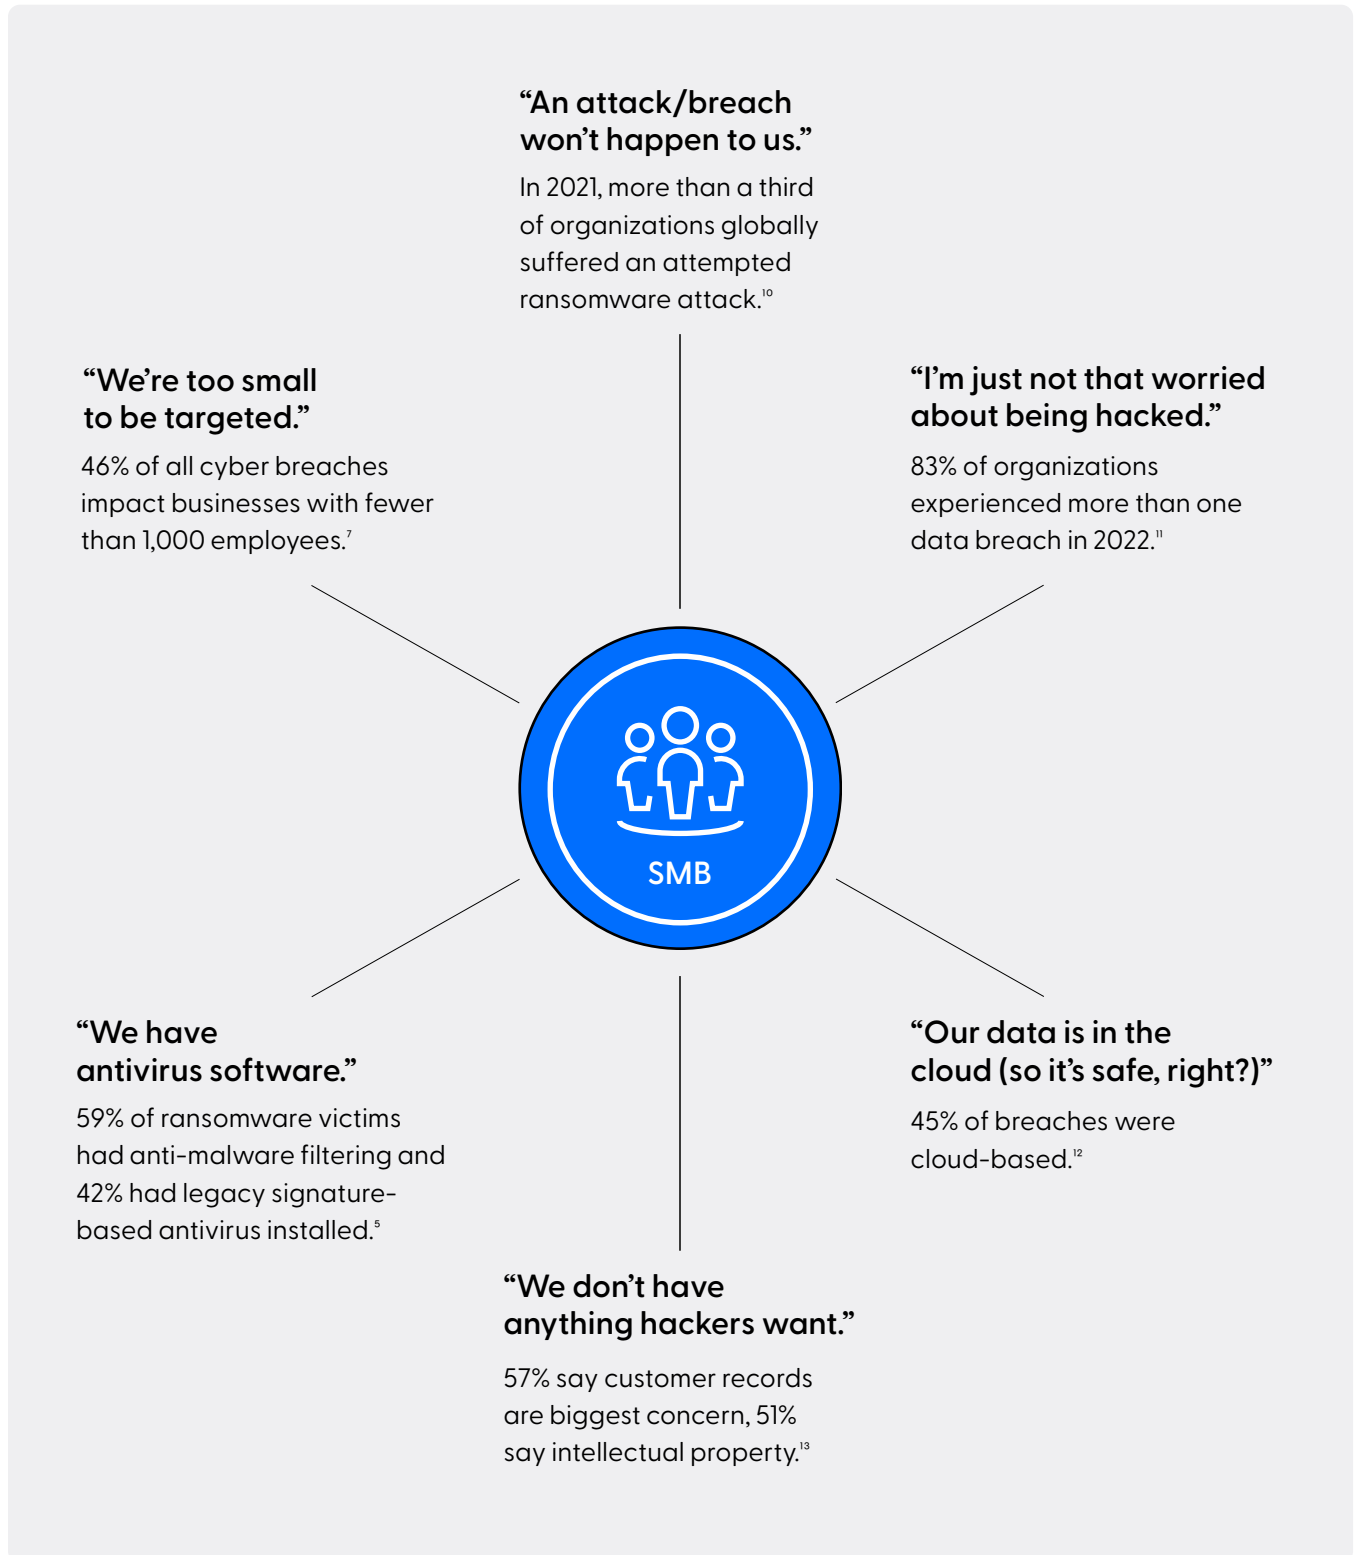 “An attack/breach
won’t happen to us.”
In 2021, more than a third
of organizations globally
suffered an attempted
ransomware attack.¹⁰
“We’re too small
to be targeted.”
46% of all cyber breaches
impact businesses with fewer
than 1,000 employees.⁷
“I’m just not that worried
about being hacked.”
83% of organizations
experienced more than one
data breach in 2022.¹¹
SMB
“We have
antivirus software.”
59% of ransomware victims
had anti-malware filtering and
42% had legacy signature-
based antivirus installed.⁵
“Our data is in the
cloud (so it’s safe, right?)”
45% of breaches were
cloud-based.¹²
“We don’t have
anything hackers want.”
57% say customer records
are biggest concern, 51%
say intellectual property.¹³